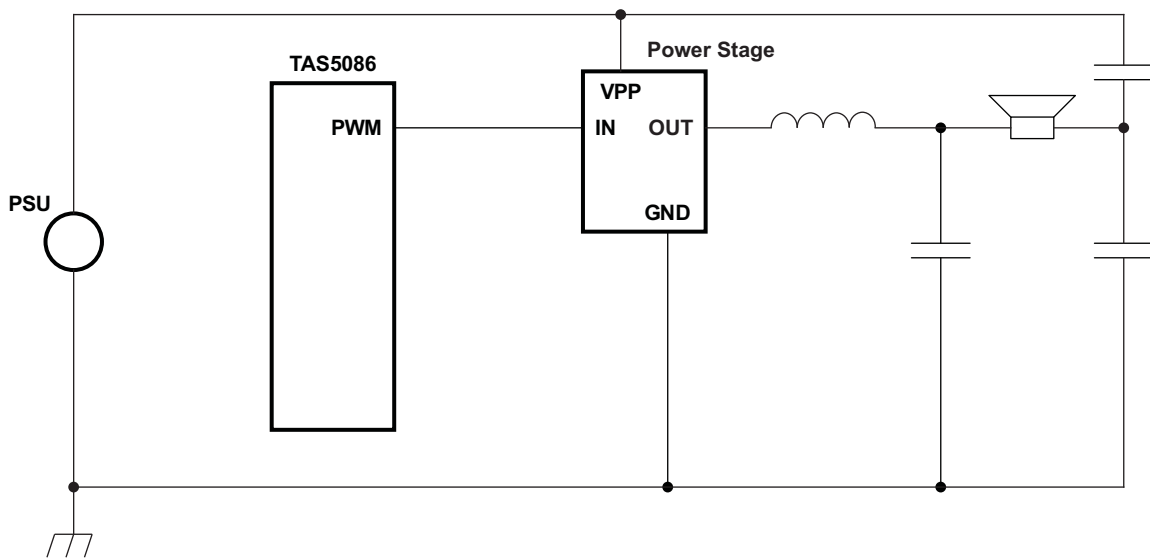 Power Stage
TAS5086
VPP
PWM
IN OUT
PSU
GND